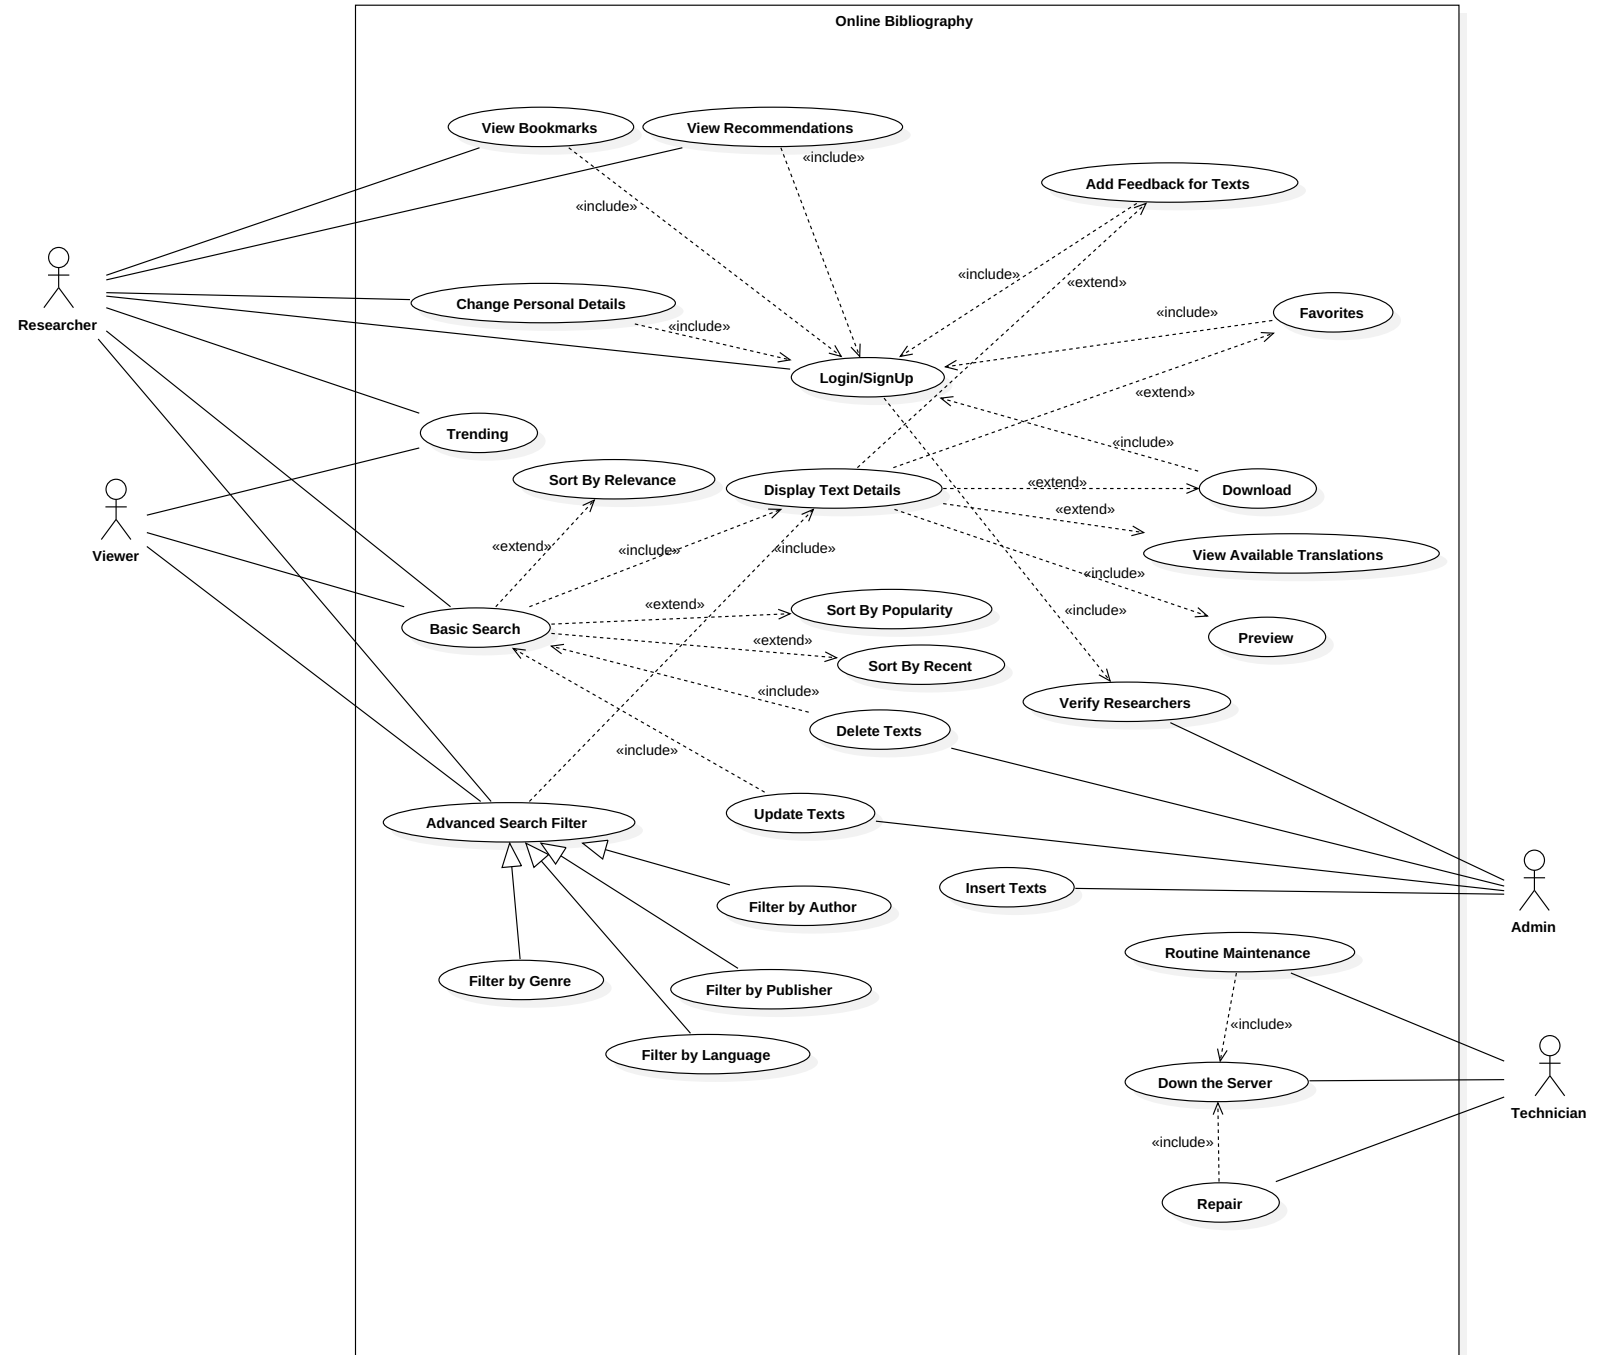 Online Bibliography
View Bookmarks
View Recommendations
«include»
Add Feedback for Texts
«include»
«include»
«extend»
Researcher
Change Personal Details
«include»
«include»
Favorites
«extend»
Login/SignUp
Trending
«include»
Sort By Relevance
Display Text Details
«extend»
Download
«extend»
Viewer
«extend»
«include»
«include»
View Available Translations
«include»
«extend»
Sort By Popularity
«include»
Basic Search
«extend»
Preview
Sort By Recent
«include»
Verify Researchers
Delete Texts
«include»
Update Texts
Advanced Search Filter
Insert Texts
Filter by Author
Admin
Routine Maintenance
Filter by Genre
Filter by Publisher
«include»
Filter by Language
Down the Server
Technician
«include»
Repair